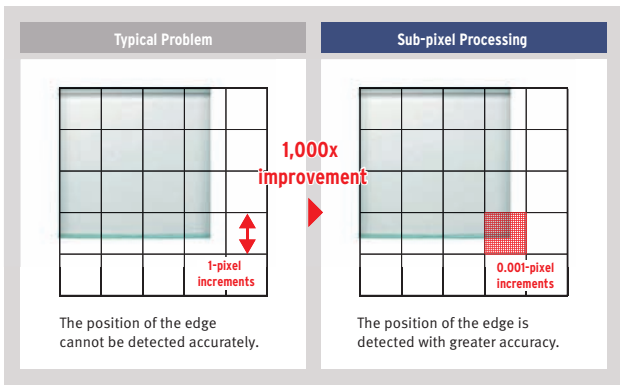 Typical Problem
Sub-pixel Processing
1,000x
improvement
1-pixel
increments
0.001-pixel
increments
The position of the edge
cannot be detected accurately.
The position of the edge is
detected with greater accuracy.